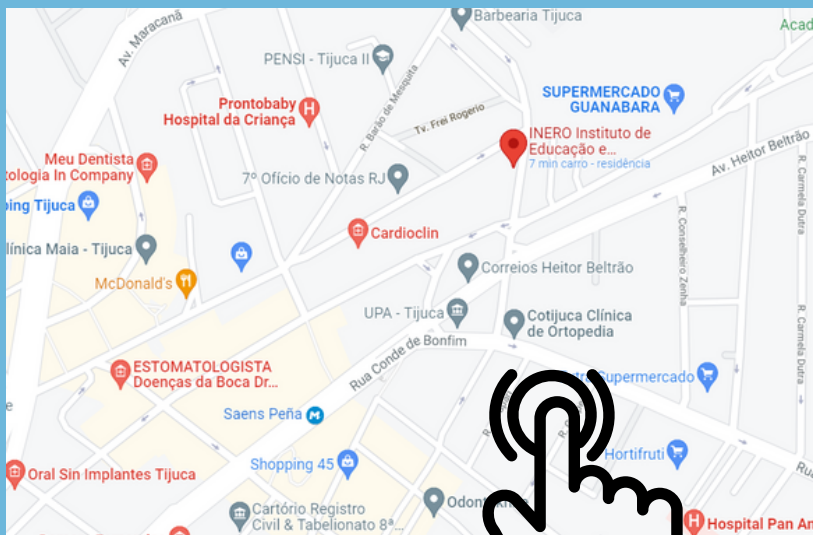 Barbearia Tijuca
Acad
Av. Maracanã
PENSI - Tijuca II
R. Barão de Mesquita
SUPERMERCADO
GUANABARA
Prontobaby
Hospital da Criança
Tv. Frei Rogerio
INERO Instituto de
Educação e...
7 min carro - residência
Av. Heitor Beltrão
R. Carmela Dutra
Meu Dentista
tologia In Company
7º Ofício de Notas RJ
ping Tijuca
Cardioclin
R. Conselheiro Zenha
línica Maia - Tijuca
Correios Heitor Beltrão
McDonald's
UPA - Tijuca
Cotijuca Clínica
de Ortopedia
R. Carmela Dutra
Rua Conde de Bonfim
ESTOMATOLOGISTA
Doenças da Boca Dr...
Supermercado
Saens Peña
M
Shopping 45
Hortifruti
Rua
Oral Sin Implantes Tijuca
Cartório Registro
Civil & Tabelionato 8ª...
H Hospital Pan Am